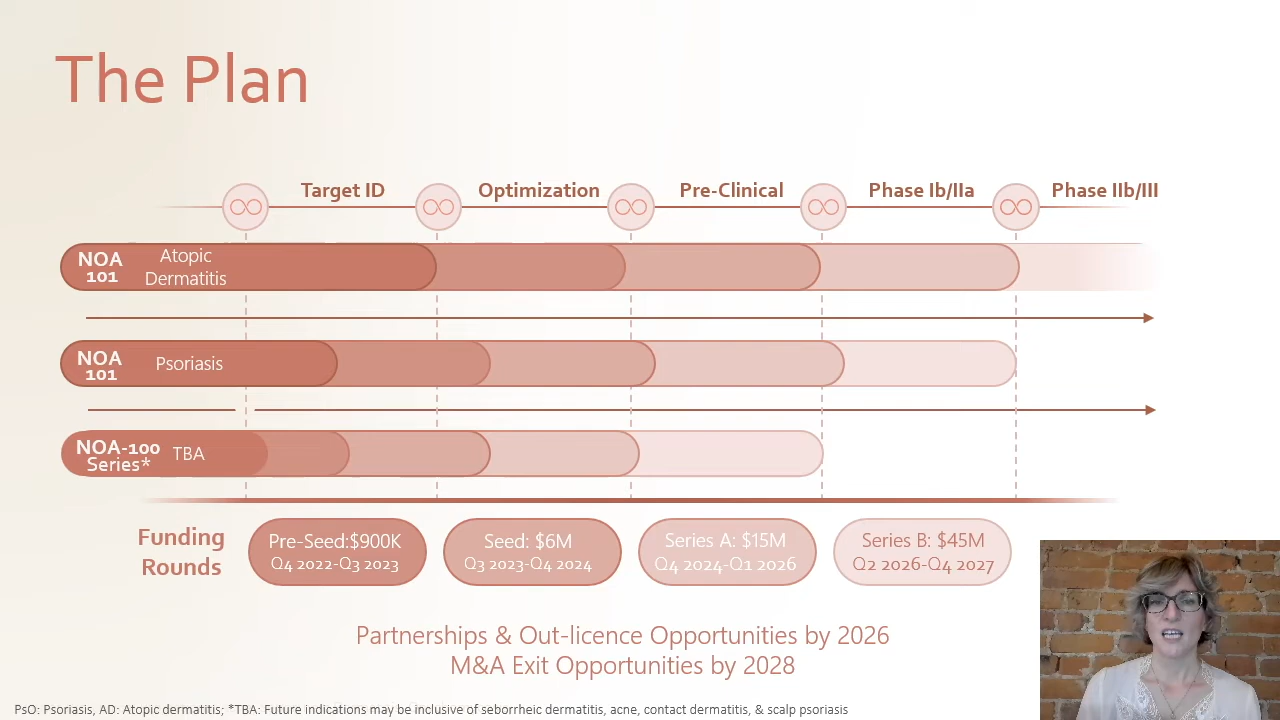 The Plan
Target ID
Optimization
Pre-Clinical
Phase Ib/IIa
Phase IIb/III
NOA
101
Atopic
Dermatitis
NOA
101
Psoriasis
NOA-100
Series*
TBA
Funding
Rounds
Pre-Seed:$900K
Q4 2022-Q3 2023
Seed: $6M
Q3 2023-Q4 2024
Series A: $15M
Q4 2024-Q1 2026
Series B: $45M
Q2 2026-Q4 2027
Partnerships & Out-licence Opportunities by 2026
M&A Exit Opportunities by 2028
PsO: Psoriasis, AD: Atopic dermatitis; *TBA: Future indications may be inclusive of seborrheic dermatitis, acne, contact dermatitis, & scalp psoriasis